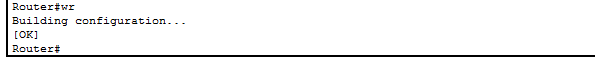 Router#wr
Building configuration...
[OK]
Router#